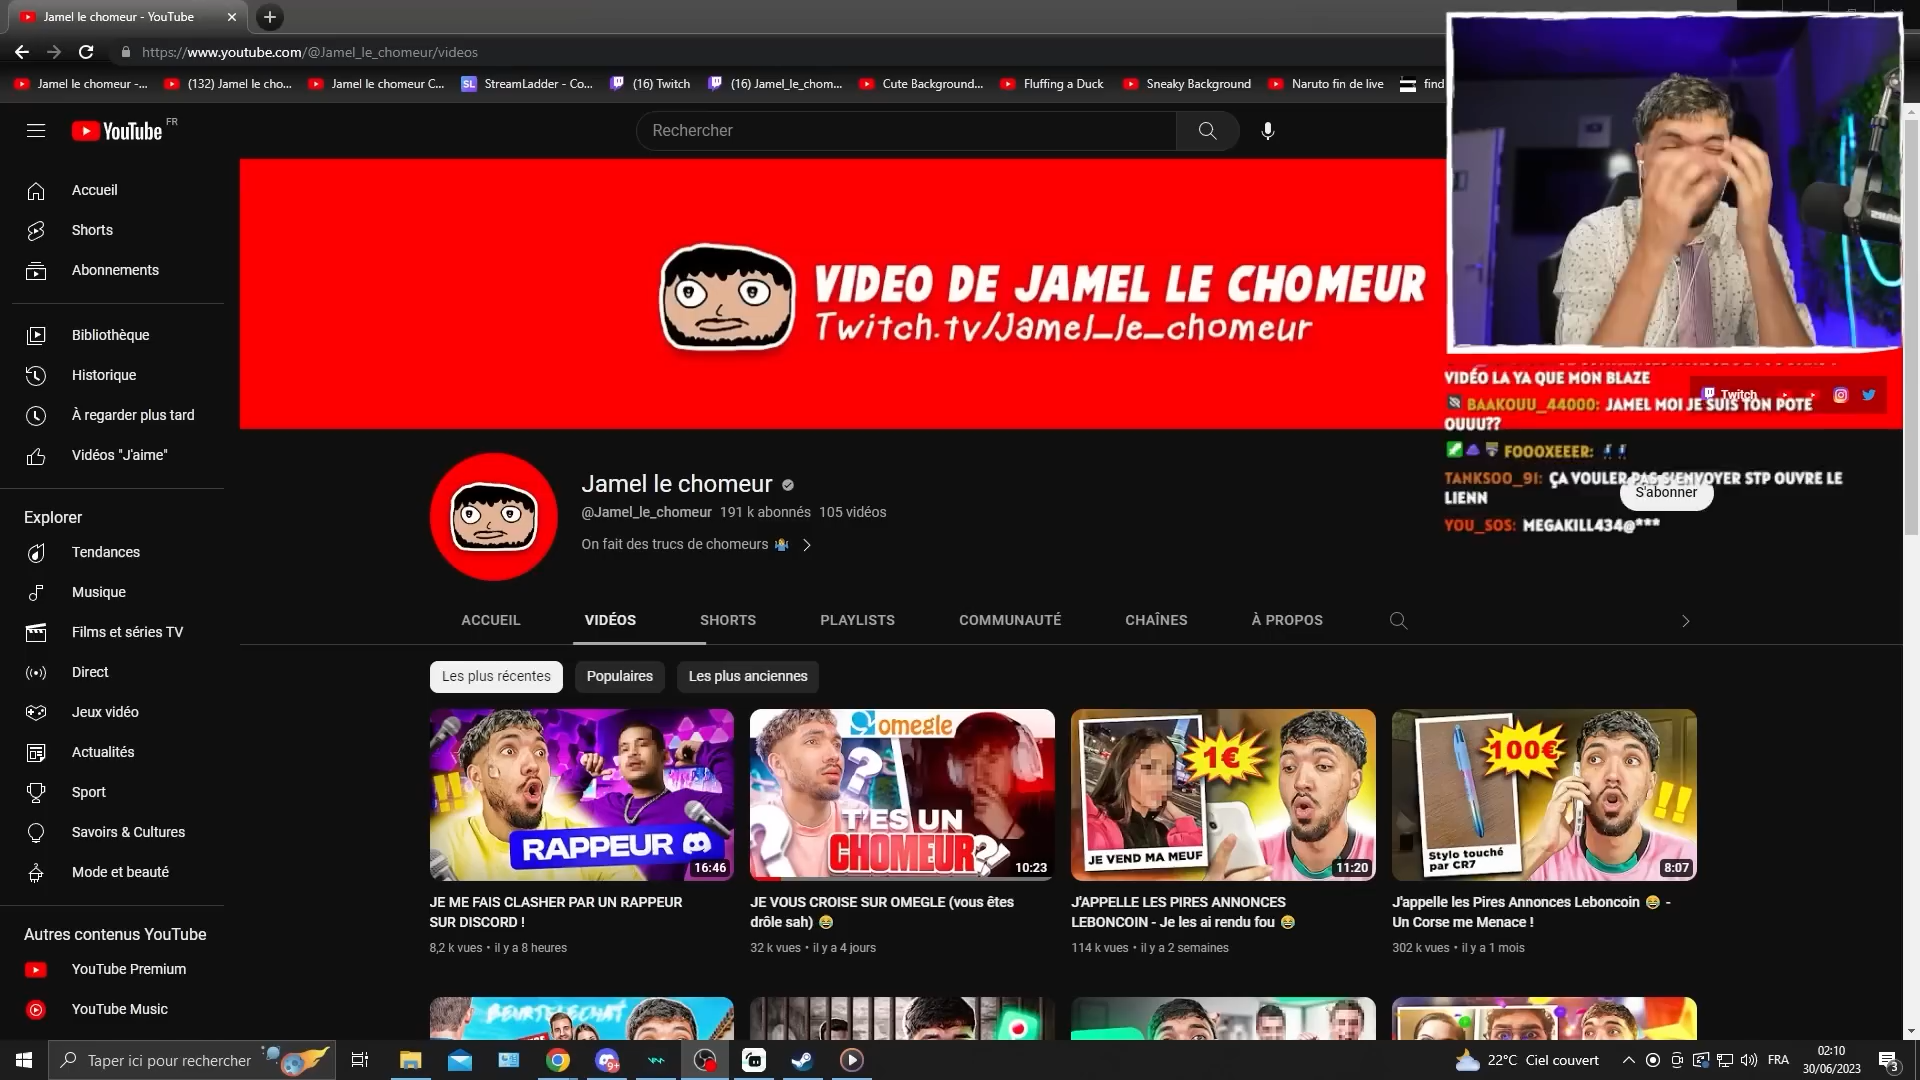 Jamel le chomeur - YouTube
https://www.youtube.com/@Jamel_le_chomeur/videos
Jamel le chomeur -...
(132) Jamel le cho...
Jamel le chomeur C...
SL StreamLadder - Co...
(16) Twitch
(16) Jamel_le_chom...
Cute Background...
Fluffing a Duck
Sneaky Background
Naruto fin de live
find
YouTube FR
Rechercher
Accueil
Shorts
Abonnements
Bibliothèque
Historique
À regarder plus tard
Vidéos "J'aime"
Explorer
Tendances
Musique
Films et séries TV
Direct
Jeux vidéo
Actualités
Sport
Savoirs & Cultures
Mode et beauté
Autres contenus YouTube
YouTube Premium
YouTube Music
VIDEO DE JAMEL LE CHOMEUR
Twitch.tv/Jamel_le_chomeur
Twitch
VIDÉO LA YA QUE MON BLAZE
BAAKOUU_44000: JAMEL MOI JE SUIS TON POTE
OUUU??
FOOOXEEER:
TANKSOO_91: ÇA VOULER PAS S'ENVOYER STP OUVRE LE
LIENN
YOU_SOS: MEGAKILL434@***
S'abonner
Jamel le chomeur
@Jamel_le_chomeur 191 k abonnés 105 vidéos
On fait des trucs de chomeurs 🤷‍♂️
ACCUEIL
VIDÉOS
SHORTS
PLAYLISTS
COMMUNAUTÉ
CHAÎNES
À PROPOS
Les plus récentes
Populaires
Les plus anciennes
RAPPEUR
16:46
JE ME FAIS CLASHER PAR UN RAPPEUR
SUR DISCORD !
8,2 k vues • il y a 8 heures
omegle
T'ES UN
CHOMEUR?
10:23
JE VOUS CROISE SUR OMEGLE (vous êtes
drôle sah) 😂
32 k vues • il y a 4 jours
1€
JE VEND MA MEUF
11:20
J'APPELLE LES PIRES ANNONCES
LEBONCOIN - Je les ai rendu fou 😂
114 k vues • il y a 2 semaines
100€
Stylo touché
par CR7
8:07
J'appelle les Pires Annonces Leboncoin 😂 -
Un Corse me Menace !
302 k vues • il y a 1 mois
Taper ici pour rechercher
9+
22°C Ciel couvert
FRA
02:10
30/06/2023
3